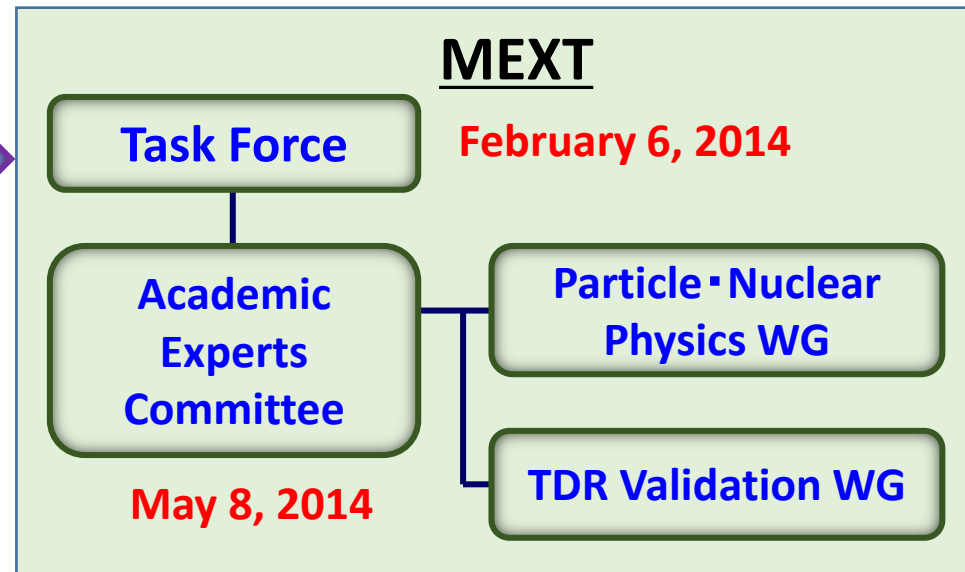 MEXT
Task Force
February 6, 2014
Academic
Experts
Committee
May 8, 2014
Particle・Nuclear
Physics WG
TDR Validation WG